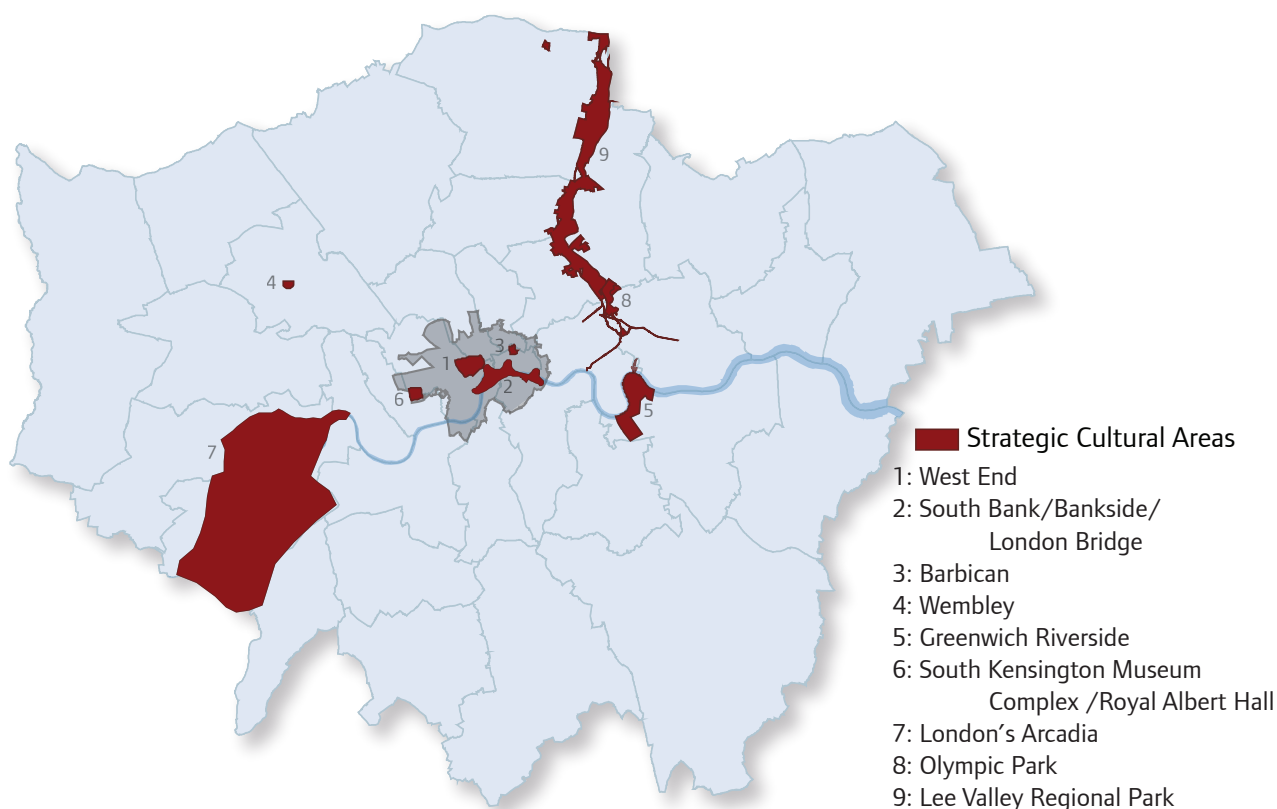 9
4
8
3
1
2
6
5
7
Strategic Cultural Areas
1: West End
2: South Bank/Bankside/
London Bridge
3: Barbican
4: Wembley
5: Greenwich Riverside
6: South Kensington Museum
Complex /Royal Albert Hall
7: London’s Arcadia
8: Olympic Park
9: Lee Valley Regional Park